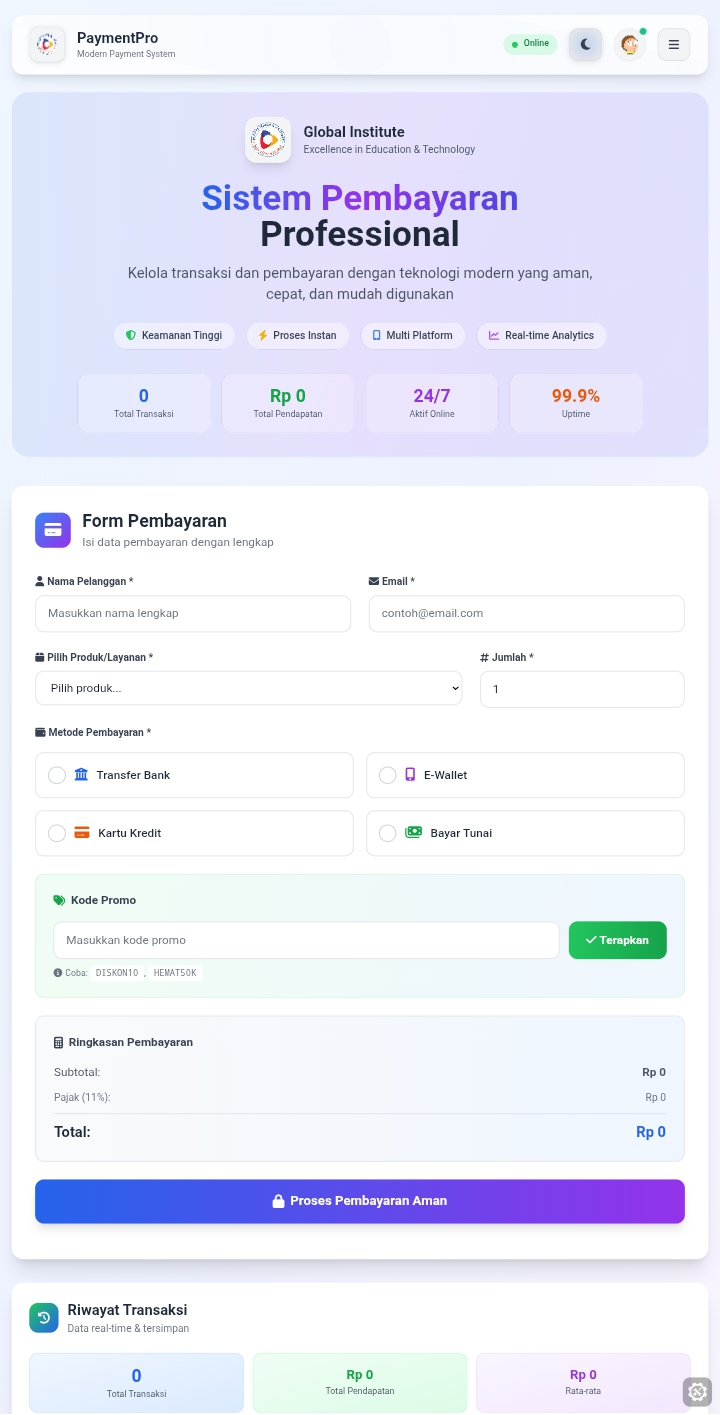 PaymentPro
Modern Payment System
Online
Global Institute
Excellence in Education & Technology
Sistem Pembayaran
Professional
Kelola transaksi dan pembayaran dengan teknologi modern yang aman,
cepat, dan mudah digunakan
Keamanan Tinggi
Proses Instan
Multi Platform
Real-time Analytics
0
Total Transaksi
Rp 0
Total Pendapatan
24/7
Aktif Online
99.9%
Uptime
Form Pembayaran
Isi data pembayaran dengan lengkap
Nama Pelanggan *
Masukkan nama lengkap
Email *
contoh@email.com
Pilih Produk/Layanan *
Pilih produk...
# Jumlah *
1
Metode Pembayaran *
Transfer Bank
E-Wallet
Kartu Kredit
Bayar Tunai
Kode Promo
Masukkan kode promo
Terapkan
Coba: DISKON10 , HEMAT50K
Ringkasan Pembayaran
Subtotal: Rp 0
Pajak (11%): Rp 0
Total: Rp 0
Proses Pembayaran Aman
Riwayat Transaksi
Data real-time & tersimpan
0
Total Transaksi
Rp 0
Total Pendapatan
Rp 0
Rata-rata